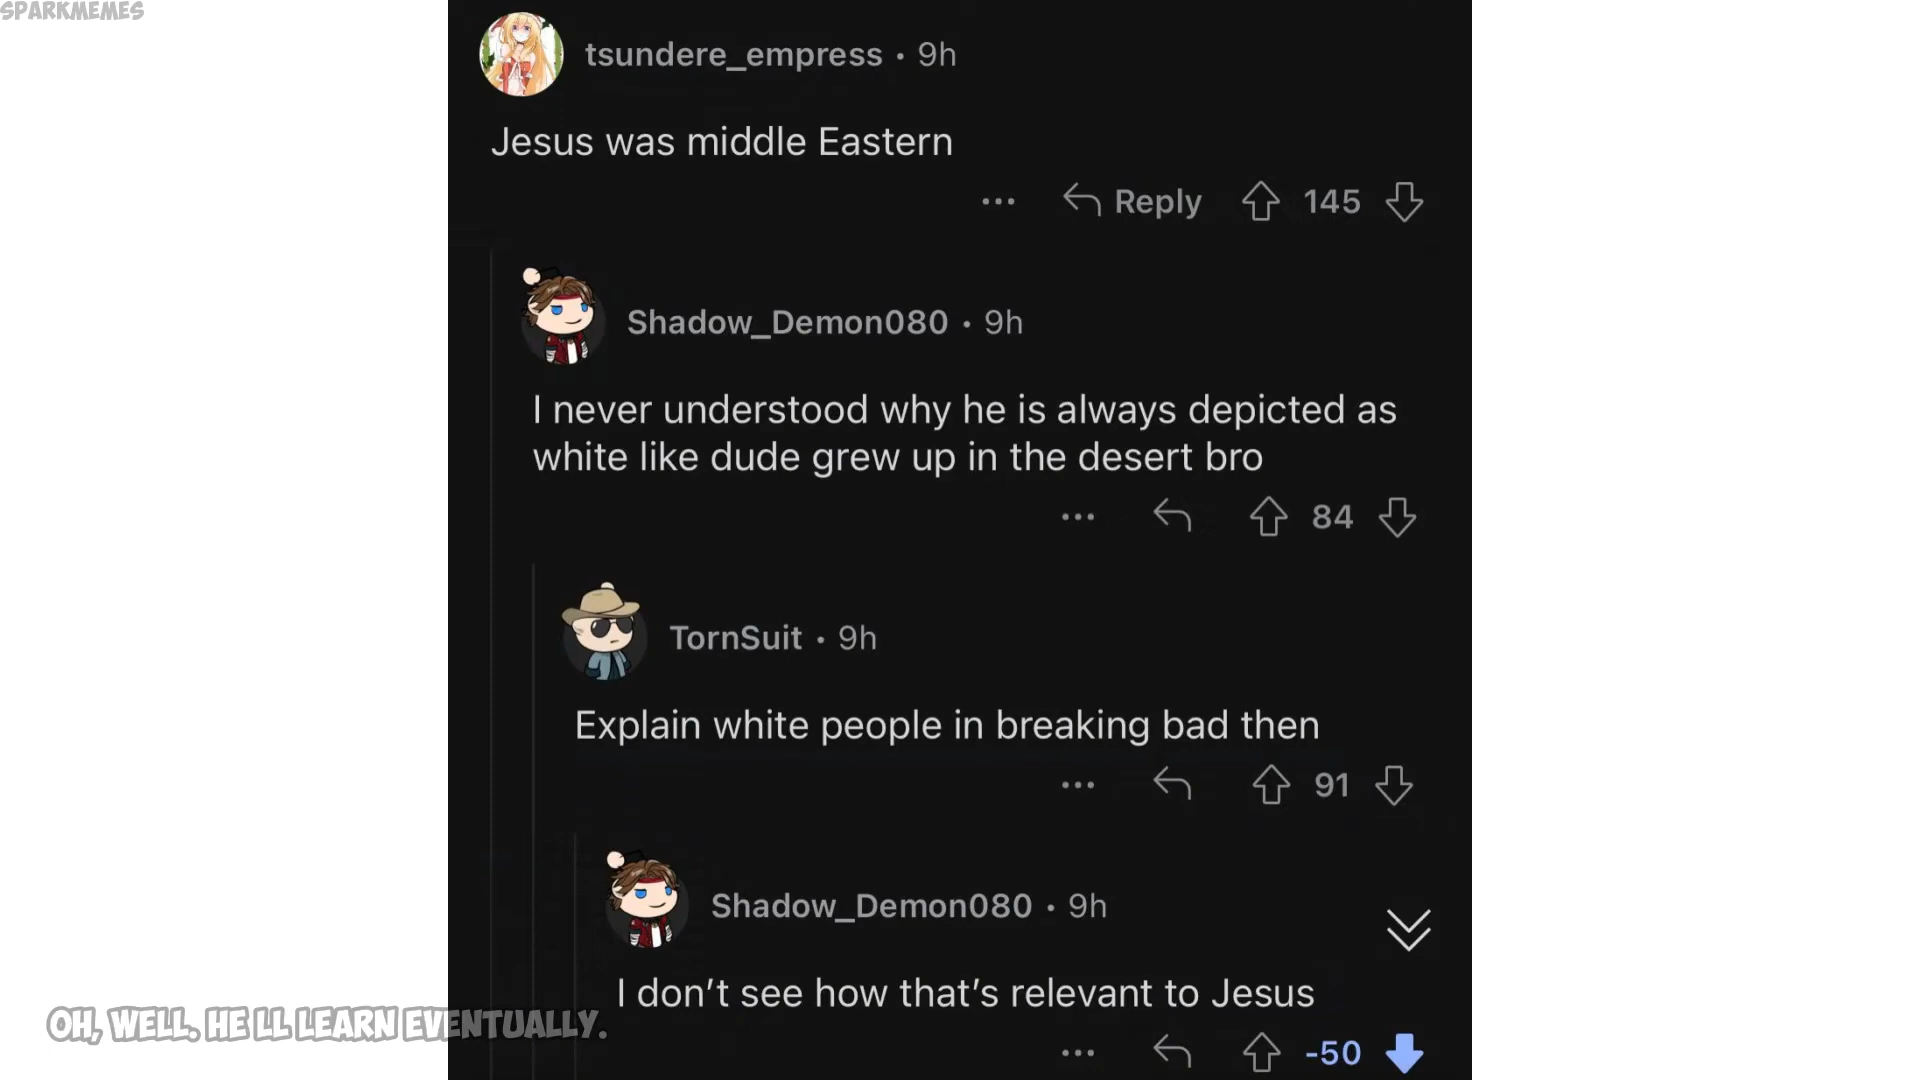 SPARKMEMES
tsundere_empress • 9h
Jesus was middle Eastern
... Reply 145
Shadow_Demon080 • 9h
I never understood why he is always depicted as
white like dude grew up in the desert bro
... 84
TornSuit • 9h
Explain white people in breaking bad then
... 91
Shadow_Demon080 • 9h
I don't see how that's relevant to Jesus
OH, WELL. HE LL LEARN EVENTUALLY.
... -50